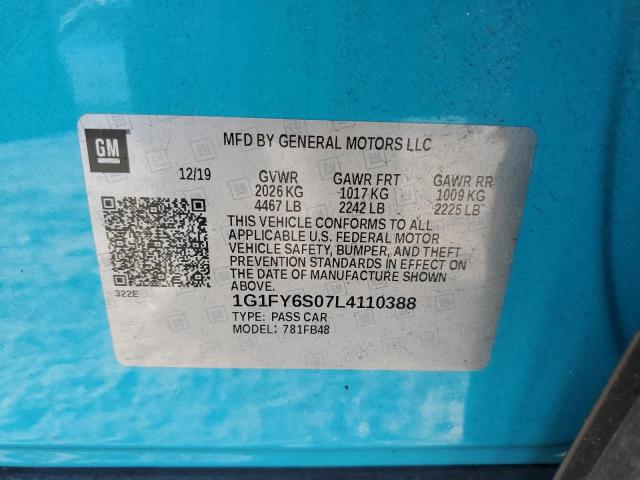 GM
MFD BY GENERAL MOTORS LLC
12/19 GVWR GAWR FRT GAWR RR
2026 KG 1017 KG 1009 KG
4467 LB 2242 LB 2225 LB
THIS VEHICLE CONFORMS TO ALL
APPLICABLE U.S. FEDERAL MOTOR
VEHICLE SAFETY, BUMPER, AND THEFT
PREVENTION STANDARDS IN EFFECT ON
THE DATE OF MANUFACTURE SHOWN
ABOVE.
322E
1G1FY6S07L4110388
TYPE: PASS CAR
MODEL: 781FB48